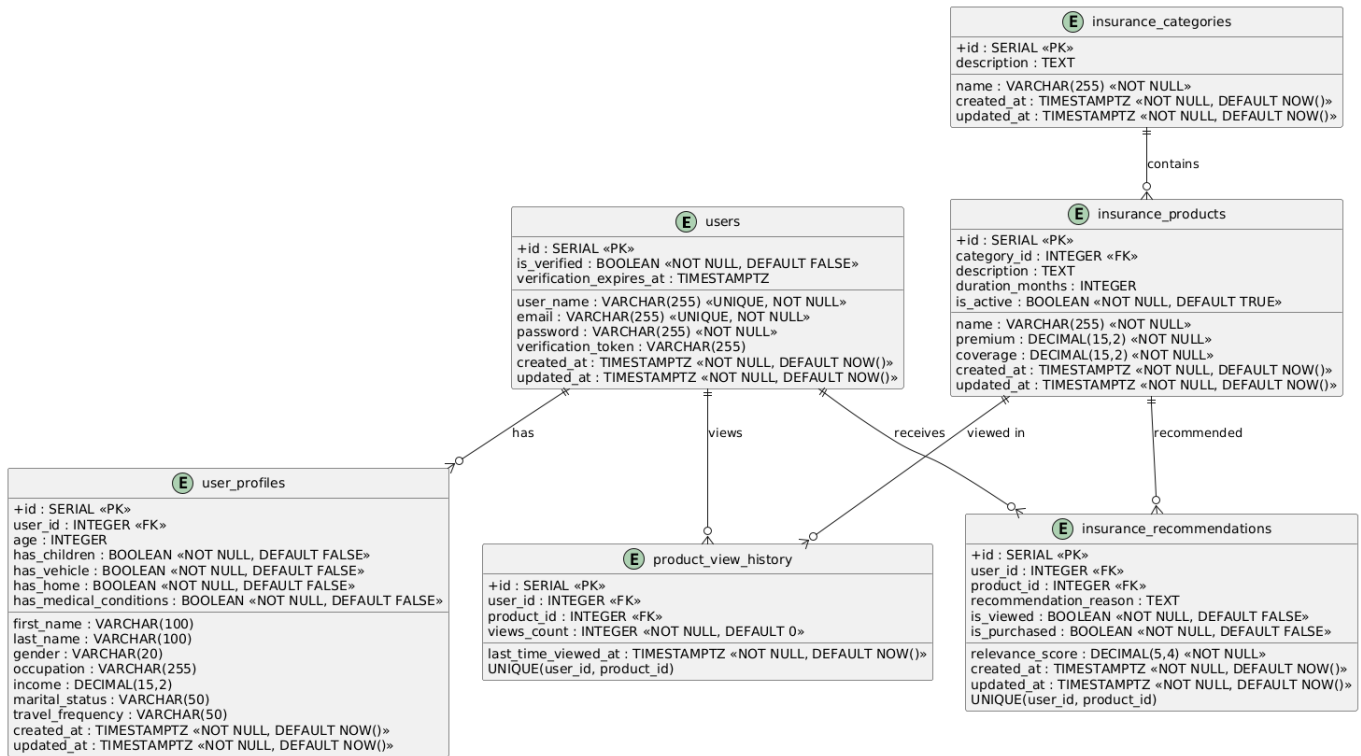 E insurance_categories
+id : SERIAL «PK»
description : TEXT
name : VARCHAR(255) «NOT NULL»
created_at : TIMESTAMPTZ «NOT NULL, DEFAULT NOW()»
updated_at : TIMESTAMPTZ «NOT NULL, DEFAULT NOW()»
contains
E users
+id : SERIAL «PK»
is_verified : BOOLEAN «NOT NULL, DEFAULT FALSE»
verification_expires_at : TIMESTAMPTZ
user_name : VARCHAR(255) «UNIQUE, NOT NULL»
email : VARCHAR(255) «UNIQUE, NOT NULL»
password : VARCHAR(255) «NOT NULL»
verification_token : VARCHAR(255)
created_at : TIMESTAMPTZ «NOT NULL, DEFAULT NOW()»
updated_at : TIMESTAMPTZ «NOT NULL, DEFAULT NOW()»
E insurance_products
+id : SERIAL «PK»
category_id : INTEGER «FK»
description : TEXT
duration_months : INTEGER
is_active : BOOLEAN «NOT NULL, DEFAULT TRUE»
name : VARCHAR(255) «NOT NULL»
premium : DECIMAL(15,2) «NOT NULL»
coverage : DECIMAL(15,2) «NOT NULL»
created_at : TIMESTAMPTZ «NOT NULL, DEFAULT NOW()»
updated_at : TIMESTAMPTZ «NOT NULL, DEFAULT NOW()»
has
views
receives
viewed in
recommended
E user_profiles
+id : SERIAL «PK»
user_id : INTEGER «FK»
age : INTEGER
has_children : BOOLEAN «NOT NULL, DEFAULT FALSE»
has_vehicle : BOOLEAN «NOT NULL, DEFAULT FALSE»
has_home : BOOLEAN «NOT NULL, DEFAULT FALSE»
has_medical_conditions : BOOLEAN «NOT NULL, DEFAULT FALSE»
first_name : VARCHAR(100)
last_name : VARCHAR(100)
gender : VARCHAR(20)
occupation : VARCHAR(255)
income : DECIMAL(15,2)
marital_status : VARCHAR(50)
travel_frequency : VARCHAR(50)
created_at : TIMESTAMPTZ «NOT NULL, DEFAULT NOW()»
updated_at : TIMESTAMPTZ «NOT NULL, DEFAULT NOW()»
E product_view_history
+id : SERIAL «PK»
user_id : INTEGER «FK»
product_id : INTEGER «FK»
views_count : INTEGER «NOT NULL, DEFAULT 0»
last_time_viewed_at : TIMESTAMPTZ «NOT NULL, DEFAULT NOW()»
UNIQUE(user_id, product_id)
E insurance_recommendations
+id : SERIAL «PK»
user_id : INTEGER «FK»
product_id : INTEGER «FK»
recommendation_reason : TEXT
is_viewed : BOOLEAN «NOT NULL, DEFAULT FALSE»
is_purchased : BOOLEAN «NOT NULL, DEFAULT FALSE»
relevance_score : DECIMAL(5,4) «NOT NULL»
created_at : TIMESTAMPTZ «NOT NULL, DEFAULT NOW()»
updated_at : TIMESTAMPTZ «NOT NULL, DEFAULT NOW()»
UNIQUE(user_id, product_id)